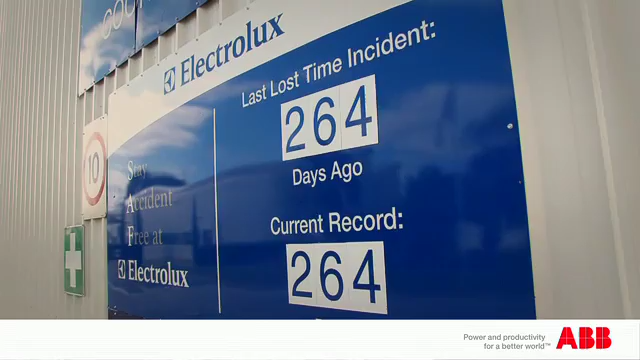 COO
Electrolux
Last Lost Time Incident:
264
Days Ago
10
Stay
Accident
Free at
Electrolux
Current Record:
264
Power and productivity
for a better world™
ABB